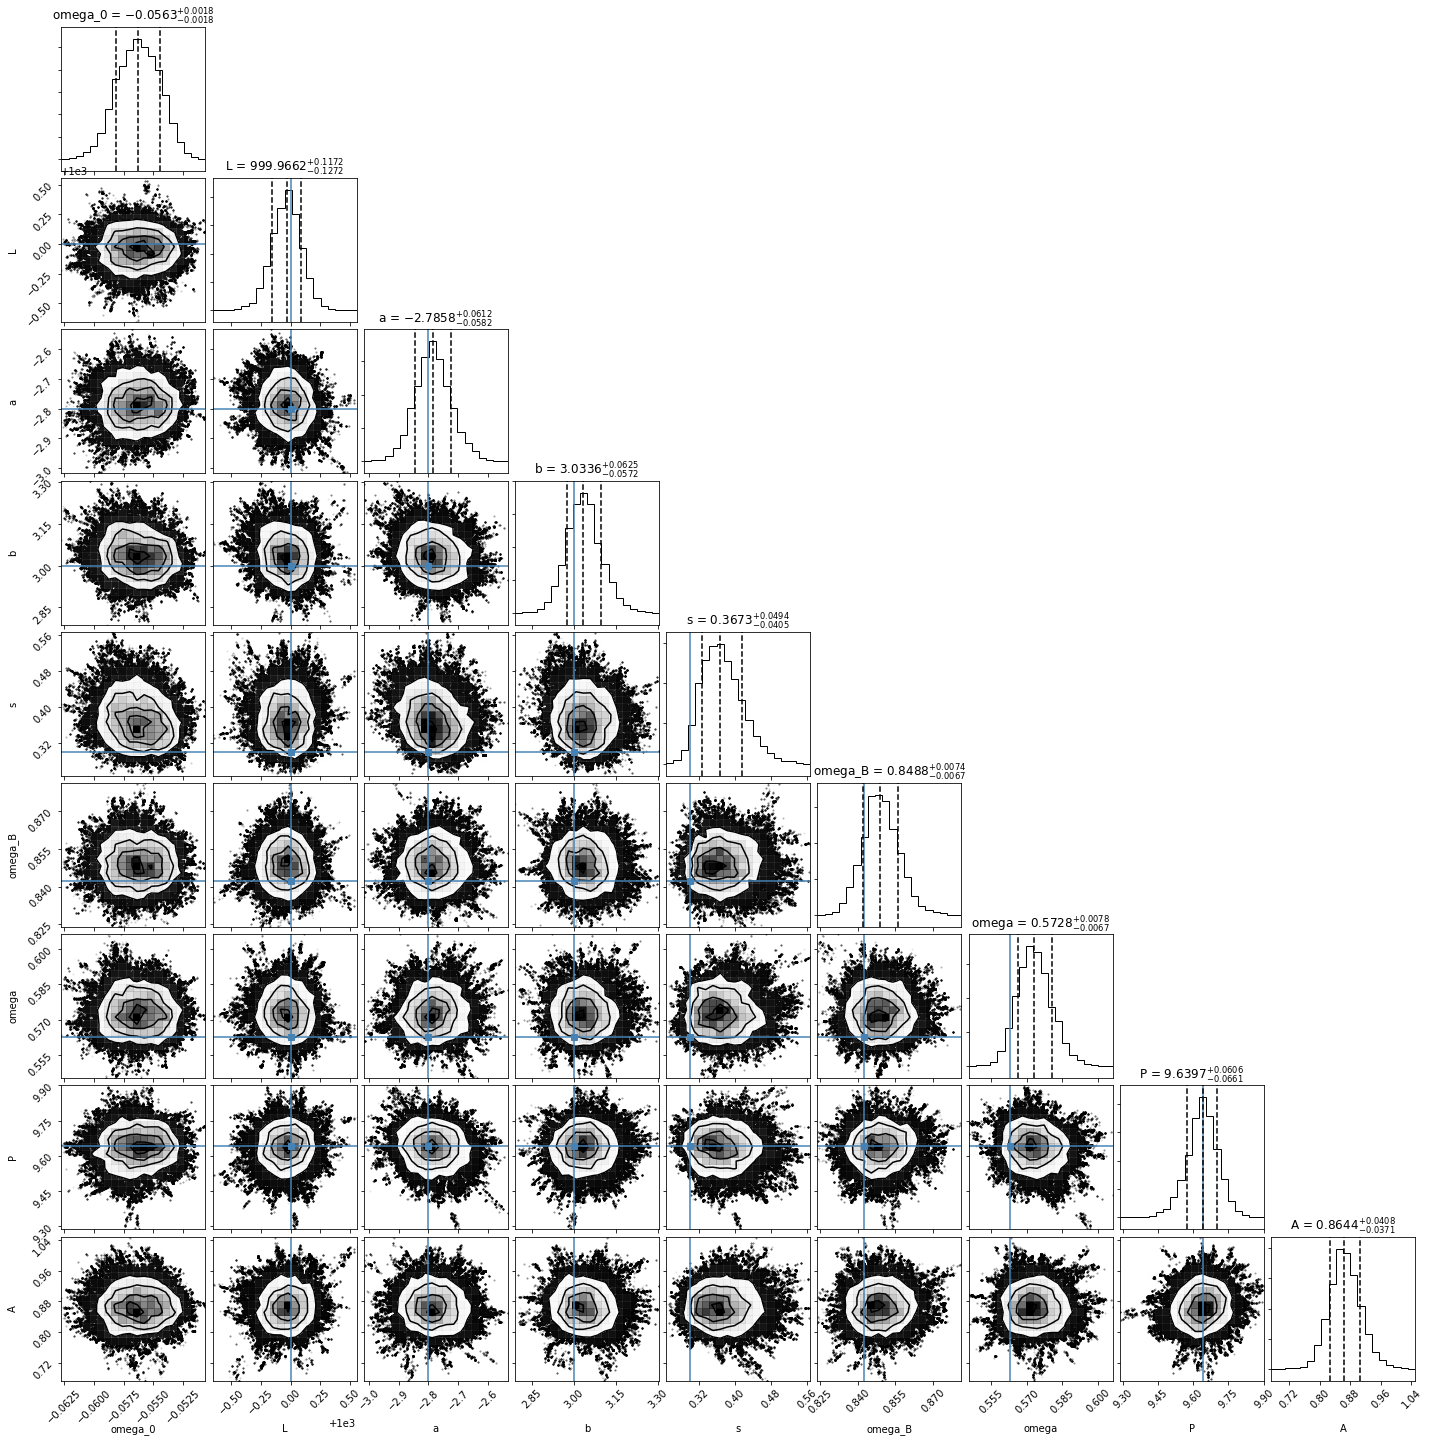 omega_0 = −0.0563+0.0018−0.0018
+1e3
L = 999.9662+0.1172−0.1272
0.50
0.25
0.00
−0.25
−0.50
L
a = −2.7858+0.0612−0.0582
−2.6
−2.7
−2.8
−2.9
−3.0
a
b = 3.0336+0.0625−0.0572
3.30
3.15
3.00
2.85
b
s = 0.3673+0.0494−0.0405
0.56
0.48
0.40
0.32
s
omega_B = 0.8488+0.0074−0.0067
0.870
0.855
0.840
0.825
omega_B
omega = 0.5728+0.0078−0.0067
0.600
0.585
0.570
0.555
omega
P = 9.6397+0.0606−0.0661
9.90
9.75
9.60
9.45
9.30
P
A = 0.8644+0.0408−0.0371
1.04
0.96
0.88
0.80
0.72
A
−0.0625 −0.0600 −0.0575 −0.0550 −0.0525 −0.50 −0.25 0.00 0.25 0.50 −3.0 −2.9 −2.8 −2.7 −2.6 2.85 3.00 3.15 3.30 0.32 0.40 0.48 0.56 0.825 0.840 0.855 0.870 0.555 0.570 0.585 0.600 9.30 9.45 9.60 9.75 9.90 0.72 0.80 0.88 0.96 1.04
+1e3
omega_0 L a b s omega_B omega P A